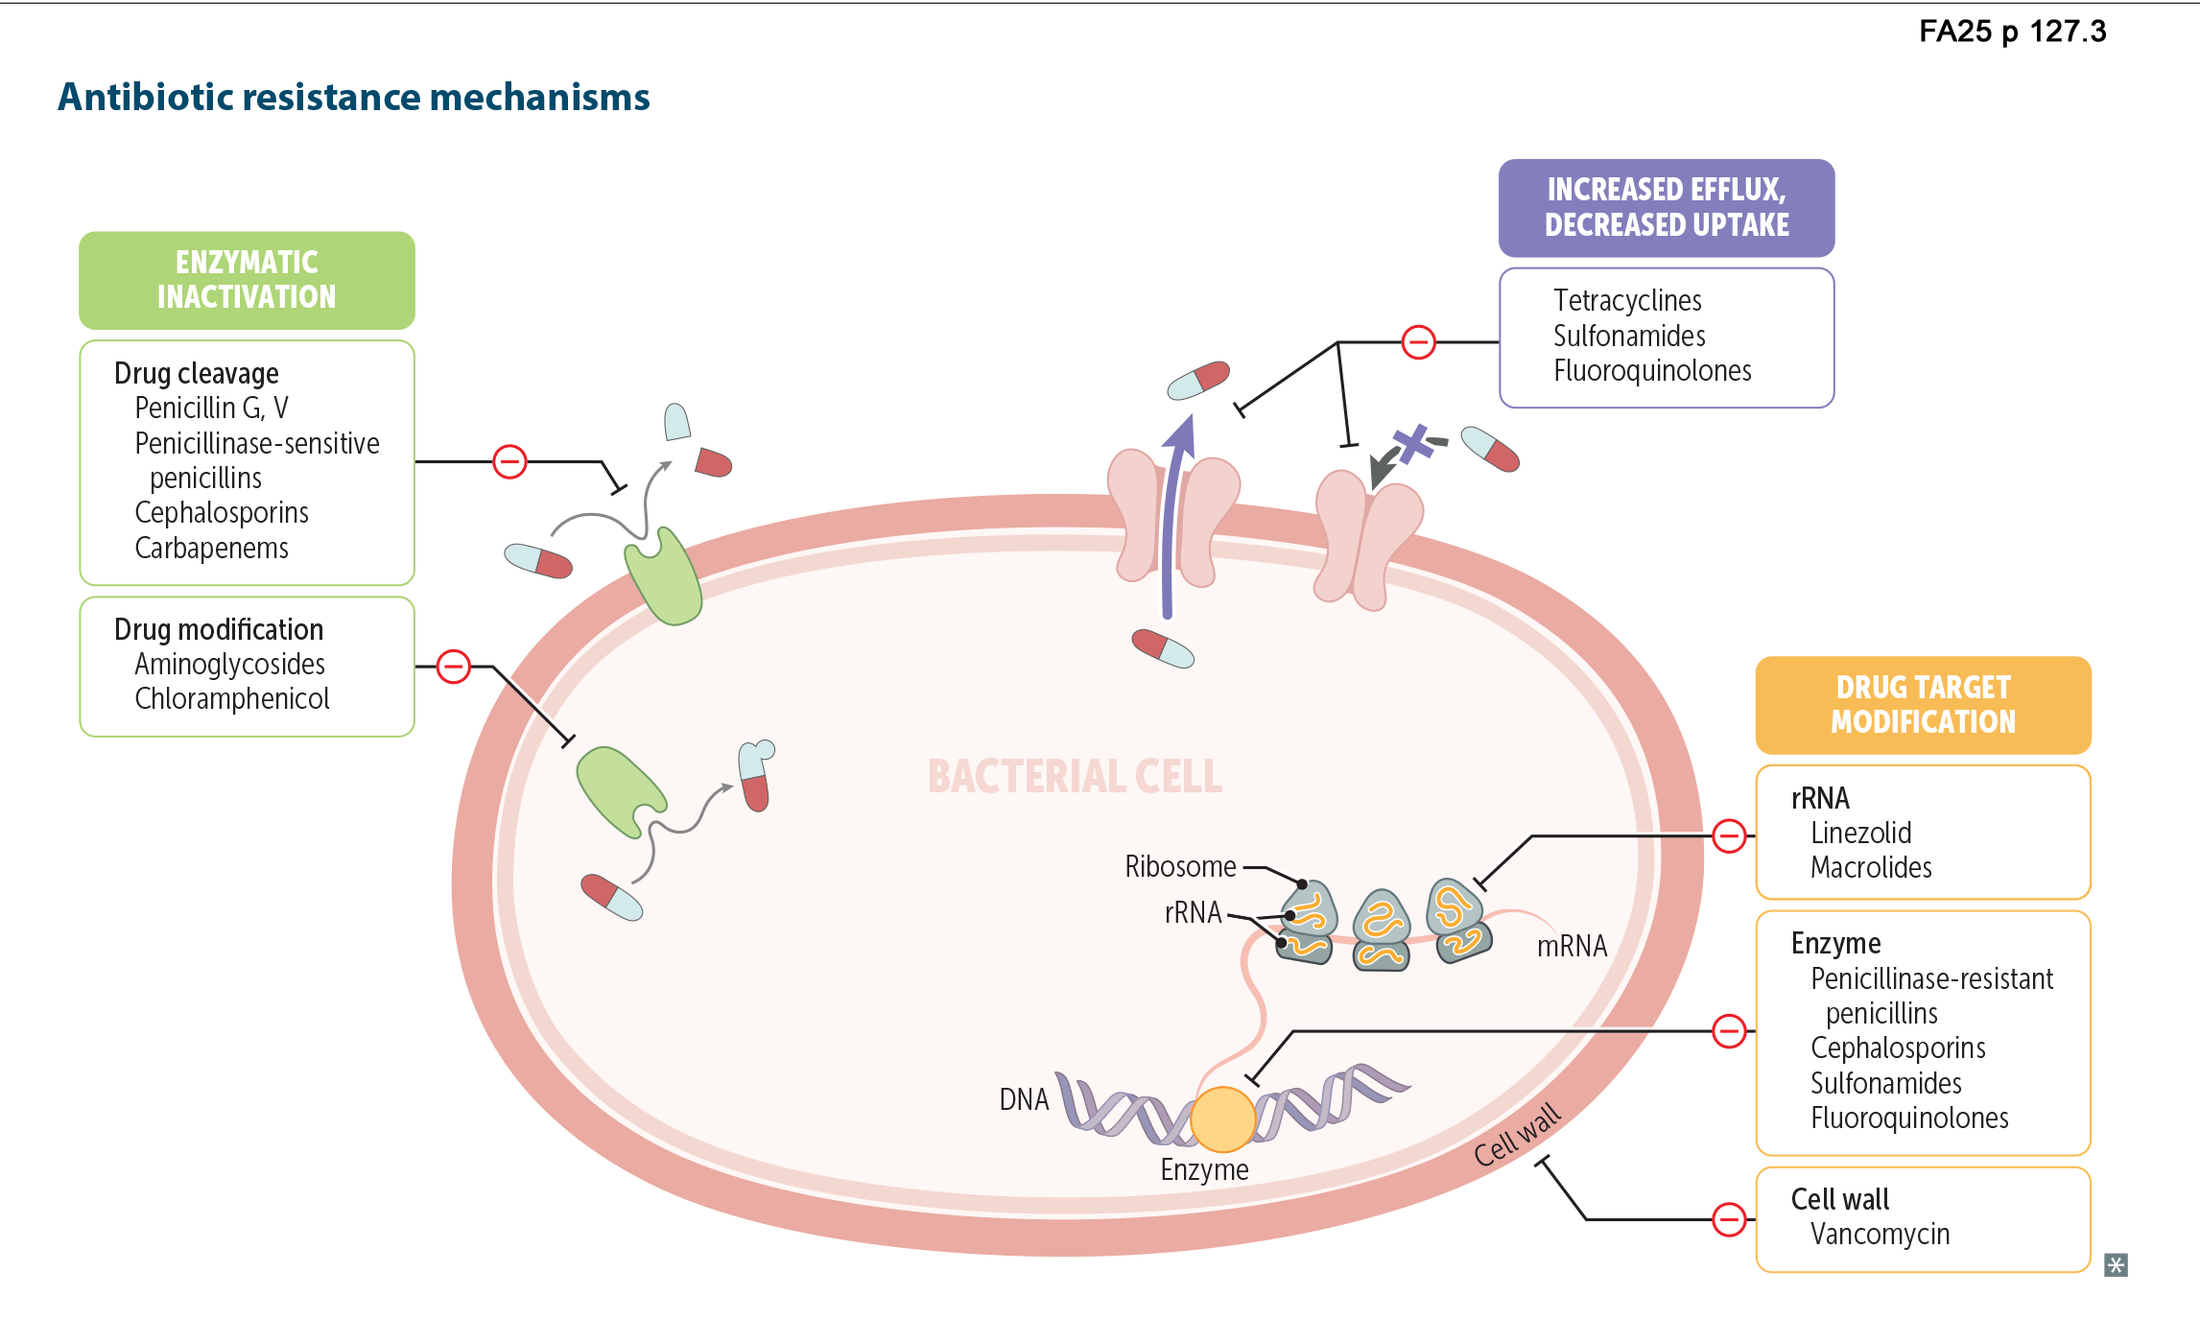 FA25 p 127.3
Antibiotic resistance mechanisms
ENZYMATIC
INACTIVATION
Drug cleavage
Penicillin G, V
Penicillinase-sensitive
penicillins
Cephalosporins
Carbapenems
Drug modification
Aminoglycosides
Chloramphenicol
INCREASED EFFLUX,
DECREASED UPTAKE
Tetracyclines
Sulfonamides
Fluoroquinolones
BACTERIAL CELL
Ribosome
rRNA
mRNA
DNA
Enzyme
Cell wall
DRUG TARGET
MODIFICATION
rRNA
Linezolid
Macrolides
Enzyme
Penicillinase-resistant
penicillins
Cephalosporins
Sulfonamides
Fluoroquinolones
Cell wall
Vancomycin